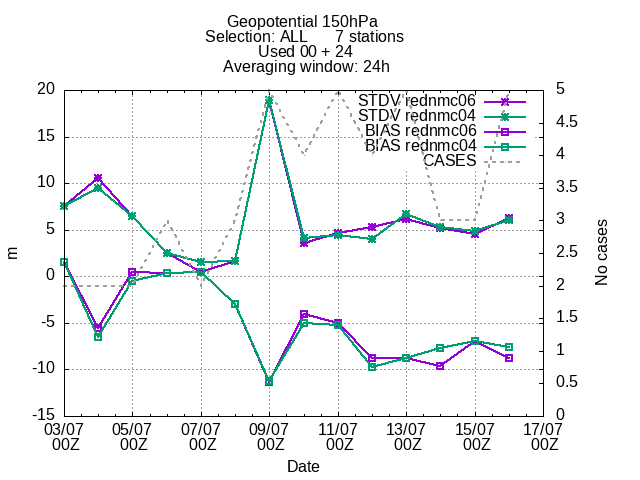 Geopotential 150hPa
Selection: ALL 7 stations
Used 00 + 24
Averaging window: 24h
STDV rednmc06
STDV rednmc04
BIAS rednmc06
BIAS rednmc04
CASES
20
15
10
5
0
-5
-10
-15
m
5
4.5
4
3.5
3
2.5
2
1.5
1
0.5
0
No cases
03/07 05/07 07/07 09/07 11/07 13/07 15/07 17/07
00Z 00Z 00Z 00Z 00Z 00Z 00Z 00Z
Date